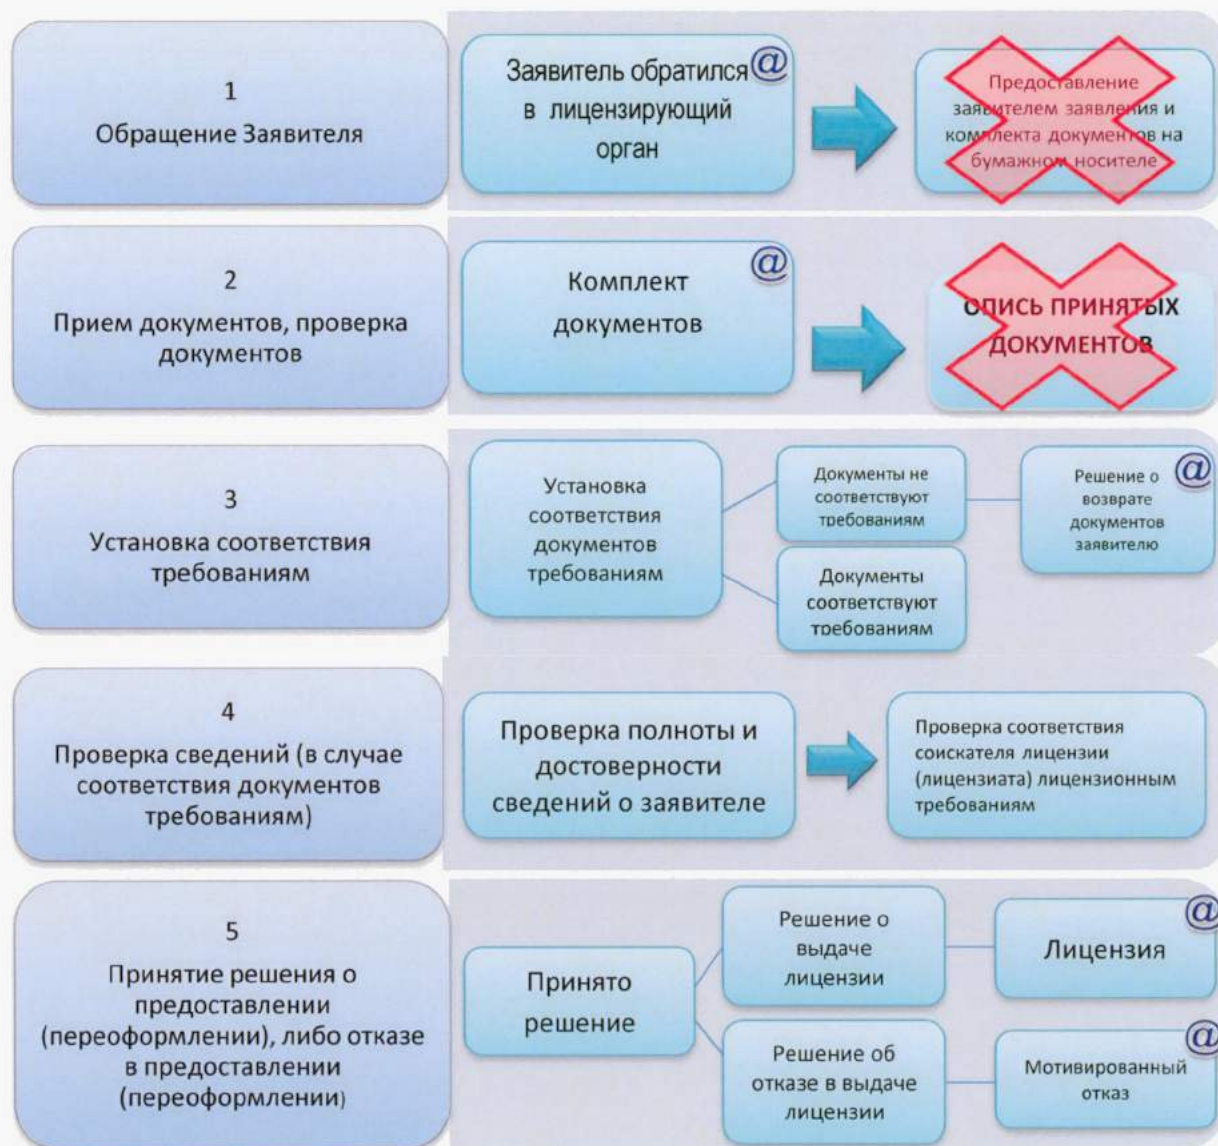 1
Обращение Заявителя
Заявитель обратился
в лицензирующий
орган
@
Предоставление
заявителем заявления и
комплекта документов на
бумажном носителе
2
Прием документов, проверка
документов
Комплект
документов
@
ОПИСЬ ПРИНЯТЫХ
ДОКУМЕНТОВ
3
Установка соответствия
требованиям
Установка
соответствия
документов
требованиям
Документы не
соответствуют
требованиям
Решение о
возврате
документов
заявителю
@
Документы
соответствуют
требованиям
4
Проверка сведений (в случае
соответствия документов
требованиям)
Проверка полноты и
достоверности
сведений о заявителе
Проверка соответствия
соискателя лицензии
(лицензиата) лицензионным
требованиям
5
Принятие решения о
предоставлении
(переоформлении), либо отказе
в предоставлении
(переоформлении)
Принято
решение
Решение о
выдаче
лицензии
Лицензия
@
Решение об
отказе в выдаче
лицензии
Мотивированный
отказ
@